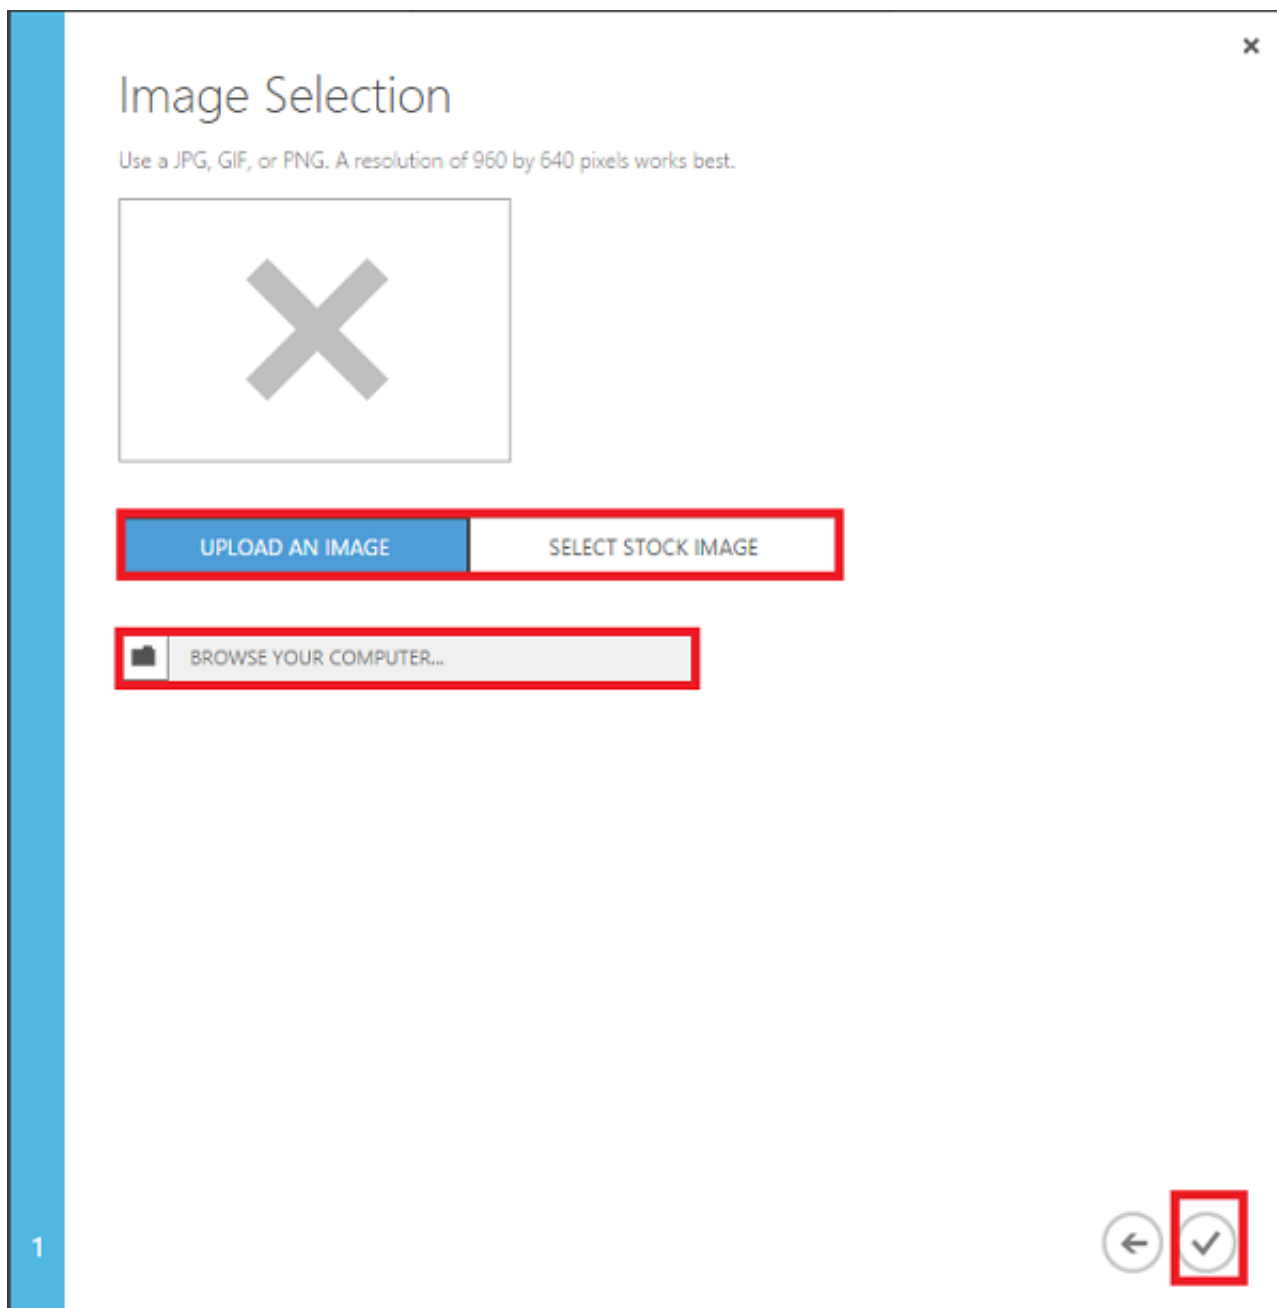 Image Selection
Use a JPG, GIF, or PNG. A resolution of 960 by 640 pixels works best.
UPLOAD AN IMAGE
SELECT STOCK IMAGE
BROWSE YOUR COMPUTER...
1